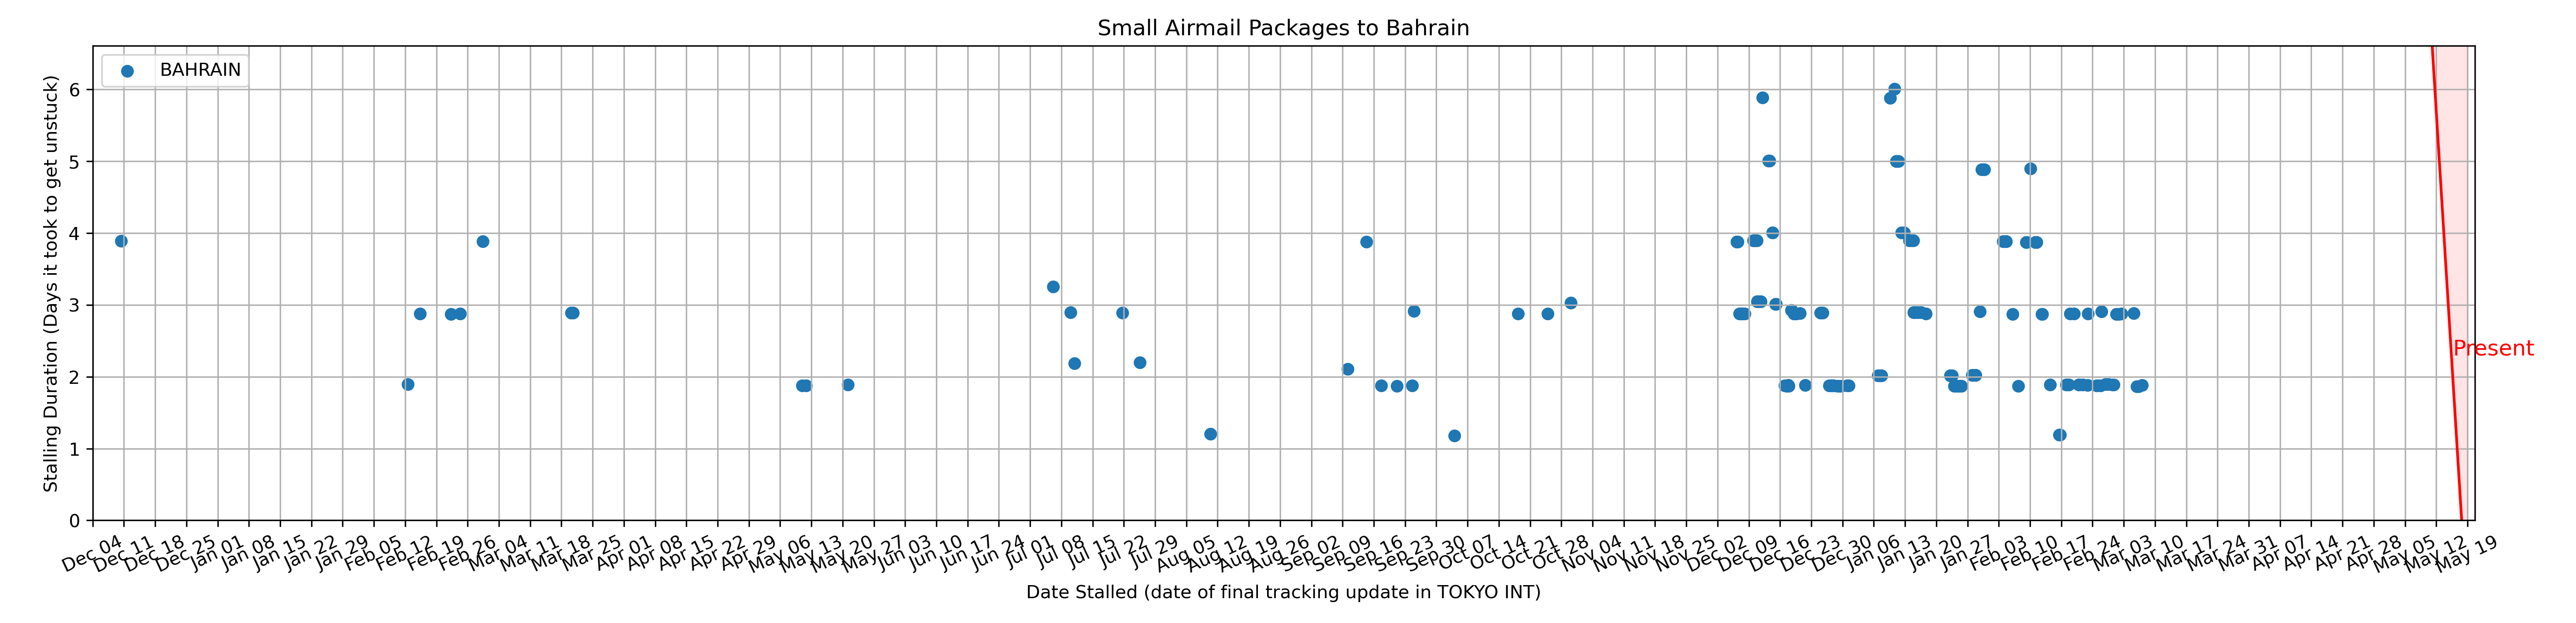 Small Airmail Packages to Bahrain
BAHRAIN
Stalling Duration (Days it took to get unstuck)
6
5
4
3
2
1
0
Present
Dec 04 Dec 11 Dec 18 Dec 25 Jan 01 Jan 08 Jan 15 Jan 22 Jan 29 Feb 05 Feb 12 Feb 19 Feb 26 Mar 04 Mar 11 Mar 18 Mar 25 Apr 01 Apr 08 Apr 15 Apr 22 Apr 29 May 06 May 13 May 20 May 27 Jun 03 Jun 10 Jun 17 Jun 24 Jul 01 Jul 08 Jul 15 Jul 22 Jul 29 Aug 05 Aug 12 Aug 19 Aug 26 Sep 02 Sep 09 Sep 16 Sep 23 Sep 30 Oct 07 Oct 14 Oct 21 Oct 28 Nov 04 Nov 11 Nov 18 Nov 25 Dec 02 Dec 09 Dec 16 Dec 23 Dec 30 Jan 06 Jan 13 Jan 20 Jan 27 Feb 03 Feb 10 Feb 17 Feb 24 Mar 03 Mar 10 Mar 17 Mar 24 Mar 31 Apr 07 Apr 14 Apr 21 Apr 28 May 05 May 12 May 19
Date Stalled (date of final tracking update in TOKYO INT)